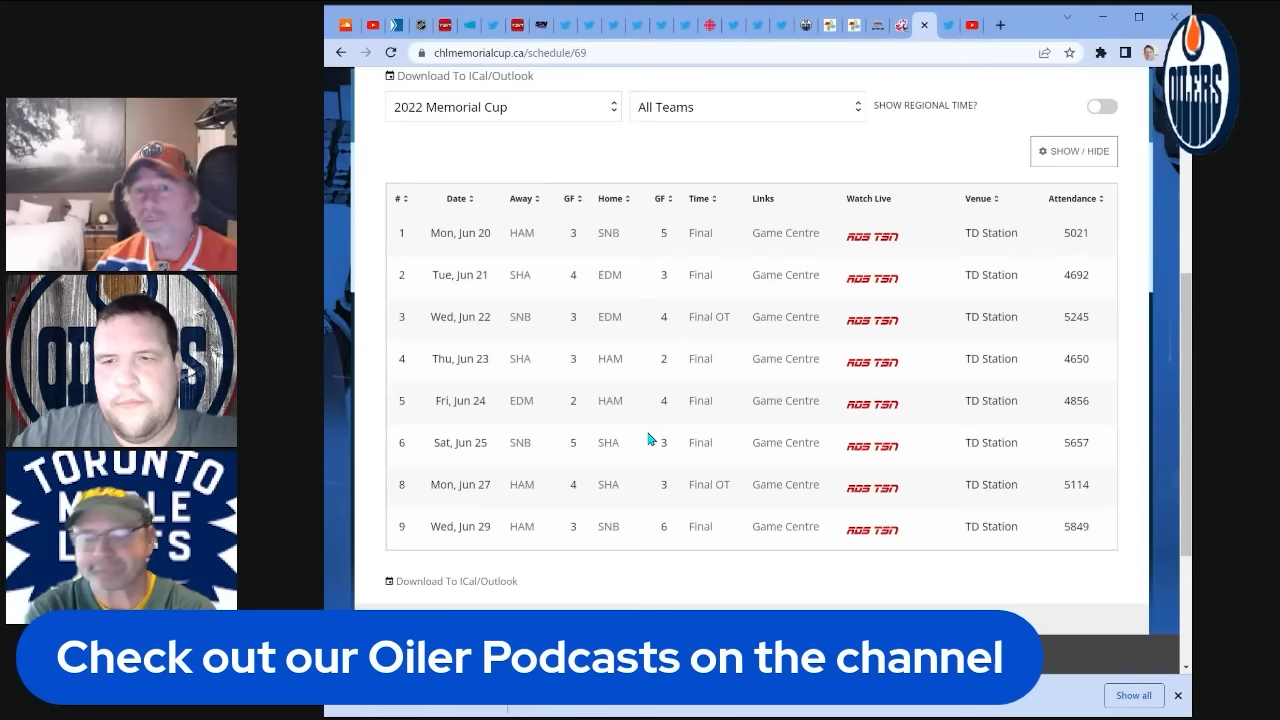 chlmemorialcup.ca/schedule/69
Download To ICal/Outlook
2022 Memorial Cup All Teams SHOW REGIONAL TIME?
SHOW / HIDE
# Date Away GF Home GF Time Links Watch Live Venue Attendance
1 Mon, Jun 20 HAM 3 SNB 5 Final Game Centre RDS TSN TD Station 5021
2 Tue, Jun 21 SHA 4 EDM 3 Final Game Centre RDS TSN TD Station 4692
3 Wed, Jun 22 SNB 3 EDM 4 Final OT Game Centre RDS TSN TD Station 5245
4 Thu, Jun 23 SHA 3 HAM 2 Final Game Centre RDS TSN TD Station 4650
5 Fri, Jun 24 EDM 2 HAM 4 Final Game Centre RDS TSN TD Station 4856
6 Sat, Jun 25 SNB 5 SHA 3 Final Game Centre RDS TSN TD Station 5657
8 Mon, Jun 27 HAM 4 SHA 3 Final OT Game Centre RDS TSN TD Station 5114
9 Wed, Jun 29 HAM 3 SNB 6 Final Game Centre RDS TSN TD Station 5849
Download To ICal/Outlook
Show all
OILERS
TORONTO
Check out our Oiler Podcasts on the channel